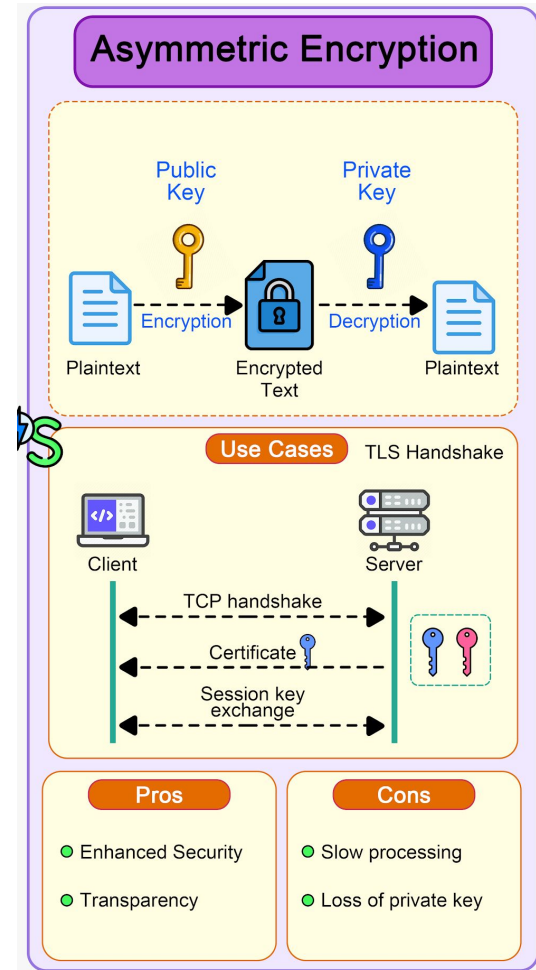 Asymmetric Encryption
Public
Key
Private
Key
Encryption
Decryption
Plaintext
Encrypted
Text
Plaintext
S
Use Cases
TLS Handshake
</>
Client
Server
TCP handshake
Certificate
Session key
exchange
Pros
Enhanced Security
Transparency
Cons
Slow processing
Loss of private key